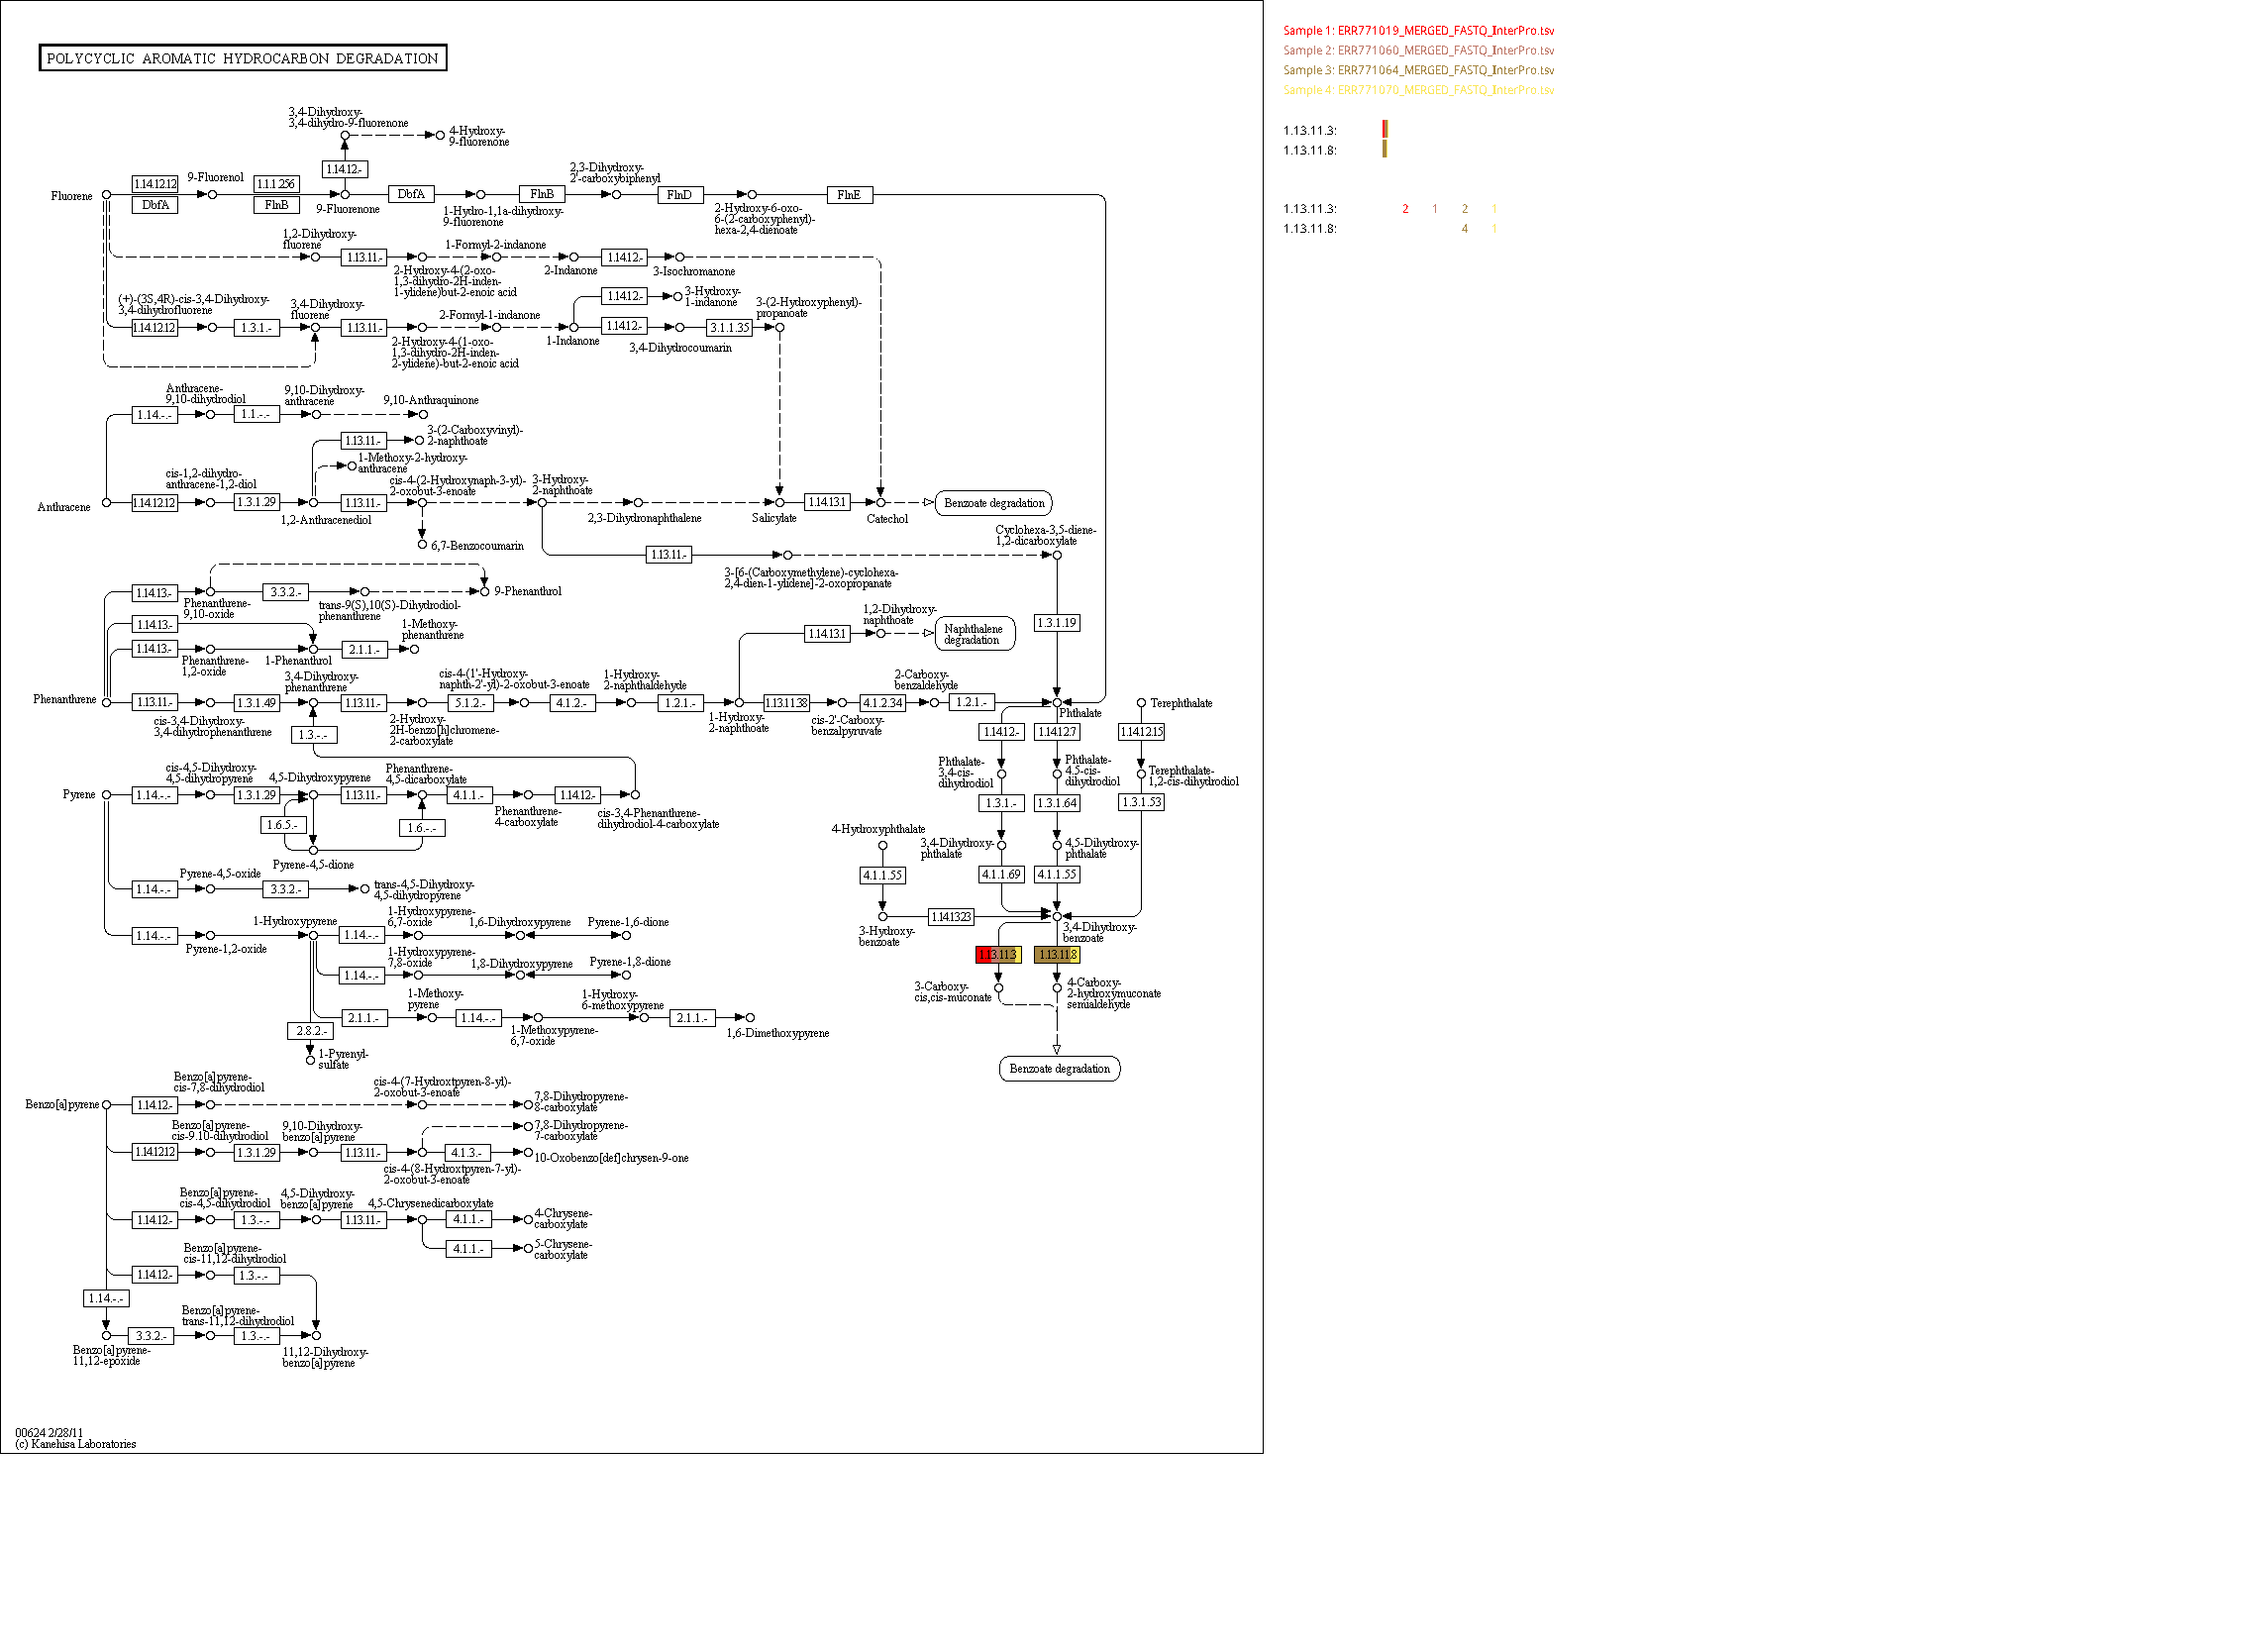 POLYCYCLIC AROMATIC HYDROCARBON DEGRADATION
Sample 1: ERR771019_MERGED_FASTQ_InterPro.tsv
Sample 2: ERR771060_MERGED_FASTQ_InterPro.tsv
Sample 3: ERR771064_MERGED_FASTQ_InterPro.tsv
Sample 4: ERR771070_MERGED_FASTQ_InterPro.tsv
1.13.11.3:
1.13.11.8:
1.13.11.3: 2 1 2 1
1.13.11.8: 4 1
3,4-Dihydroxy-
3,4-dihydro-9-fluorenone
4-Hydroxy-
9-fluorenone
1.14.12.-
Fluorene
1.14.12.12
DbfA
9-Fluorenol
1.1.1.256
FlnB
9-Fluorenone
DbfA
1-Hydro-1,1a-dihydroxy-
9-fluorenone
FlnB
2,3-Dihydroxy-
2'-carboxybiphenyl
FlnD
2-Hydroxy-6-oxo-
6-(2-carboxyphenyl)-
hexa-2,4-dienoate
FlnE
1,2-Dihydroxy-
fluorene
1.13.11.-
2-Hydroxy-4-(2-oxo-
1,3-dihydro-2H-inden-
1-ylidene)but-2-enoic acid
1-Formyl-2-indanone
2-Indanone
1.14.12.-
3-Isochromanone
(+)-(3S,4R)-cis-3,4-Dihydroxy-
3,4-dihydrofluorene
1.14.12.12
1.3.1.-
3,4-Dihydroxy-
fluorene
1.13.11.-
2-Hydroxy-4-(1-oxo-
1,3-dihydro-2H-inden-
2-ylidene)-but-2-enoic acid
2-Formyl-1-indanone
1-Indanone
1.14.12.-
3-Hydroxy-
1-indanone
1.14.12.-
3,4-Dihydrocoumarin
3.1.1.35
3-(2-Hydroxyphenyl)-
propanoate
Anthracene-
9,10-dihydrodiol
1.14.-.-
1.1.-.-
9,10-Dihydroxy-
anthracene
9,10-Anthraquinone
1.13.11.-
3-(2-Carboxyvinyl)-
2-naphthoate
1-Methoxy-2-hydroxy-
anthracene
Anthracene
1.14.12.12
cis-1,2-dihydro-
anthracene-1,2-diol
1.3.1.29
1,2-Anthracenediol
1.13.11.-
cis-4-(2-Hydroxynaph-3-yl)-
2-oxobut-3-enoate
6,7-Benzocoumarin
3-Hydroxy-
2-naphthoate
2,3-Dihydronaphthalene
Salicylate
1.14.13.1
Catechol
Benzoate degradation
1.13.11.-
3-[6-(Carboxymethylene)-cyclohexa-
2,4-dien-1-ylidene]-2-oxopropanate
Cyclohexa-3,5-diene-
1,2-dicarboxylate
1.3.1.19
1.14.13.-
Phenanthrene-
9,10-oxide
3.3.2.-
trans-9(S),10(S)-Dihydrodiol-
phenanthrene
9-Phenanthrol
1.14.13.-
1.14.13.-
Phenanthrene-
1,2-oxide
1-Phenanthrol
2.1.1.-
1-Methoxy-
phenanthrene
Phenanthrene
1.13.11.-
cis-3,4-Dihydroxy-
3,4-dihydrophenanthrene
1.3.1.49
3,4-Dihydroxy-
phenanthrene
1.13.11.-
2-Hydroxy-
2H-benzo[h]chromene-
2-carboxylate
5.1.2.-
cis-4-(1'-Hydroxy-
naphth-2'-yl)-2-oxobut-3-enoate
4.1.2.-
1-Hydroxy-
2-naphthaldehyde
1.2.1.-
1-Hydroxy-
2-naphthoate
1.14.13.1
1,2-Dihydroxy-
naphthoate
Naphthalene
degradation
1.13.11.38
cis-2'-Carboxy-
benzalpyruvate
4.1.2.34
2-Carboxy-
benzaldehyde
1.2.1.-
Phthalate
Terephthalate
1.3.-.-
1.14.12.-
1.14.12.7
1.14.12.15
Phthalate-
3,4-cis-
dihydrodiol
Phthalate-
4,5-cis-
dihydrodiol
Terephthalate-
1,2-cis-dihydrodiol
1.3.1.-
1.3.1.64
1.3.1.53
Pyrene
1.14.-.-
cis-4,5-Dihydroxy-
4,5-dihydropyrene
1.3.1.29
4,5-Dihydroxypyrene
1.13.11.-
Phenanthrene-
4,5-dicarboxylate
4.1.1.-
Phenanthrene-
4-carboxylate
1.14.12.-
cis-3,4-Phenanthrene-
dihydrodiol-4-carboxylate
1.6.5.-
1.6.-.-
Pyrene-4,5-dione
4-Hydroxyphthalate
3,4-Dihydroxy-
phthalate
4,5-Dihydroxy-
phthalate
4.1.1.55
4.1.1.69
4.1.1.55
1.14.-.-
Pyrene-4,5-oxide
3.3.2.-
trans-4,5-Dihydroxy-
4,5-dihydropyrene
3-Hydroxy-
benzoate
1.14.13.23
3,4-Dihydroxy-
benzoate
1.14.-.-
Pyrene-1,2-oxide
1-Hydroxypyrene
1.14.-.-
1-Hydroxypyrene-
6,7-oxide
1,6-Dihydroxypyrene
Pyrene-1,6-dione
1.14.-.-
1-Hydroxypyrene-
7,8-oxide
1,8-Dihydroxypyrene
Pyrene-1,8-dione
1.13.11.3
1.13.11.8
3-Carboxy-
cis,cis-muconate
4-Carboxy-
2-hydroxymuconate
semialdehyde
2.1.1.-
1-Methoxy-
pyrene
1.14.-.-
1-Methoxypyrene-
6,7-oxide
1-Hydroxy-
6-methoxypyrene
2.1.1.-
1,6-Dimethoxypyrene
2.8.2.-
1-Pyrenyl-
sulfate
Benzoate degradation
Benzo[a]pyrene
1.14.12.-
Benzo[a]pyrene-
cis-7,8-dihydrodiol
cis-4-(7-Hydroxtpyren-8-yl)-
2-oxobut-3-enoate
7,8-Dihydropyrene-
8-carboxylate
1.14.12.12
Benzo[a]pyrene-
cis-9.10-dihydrodiol
1.3.1.29
9,10-Dihydroxy-
benzo[a]pyrene
1.13.11.-
cis-4-(8-Hydroxtpyren-7-yl)-
2-oxobut-3-enoate
7,8-Dihydropyrene-
7-carboxylate
4.1.3.-
10-Oxobenzo[def]chrysen-9-one
1.14.12.-
Benzo[a]pyrene-
cis-4,5-dihydrodiol
1.3.-.-
4,5-Dihydroxy-
benzo[a]pyrene
1.13.11.-
4,5-Chrysenedicarboxylate
4.1.1.-
4-Chrysene-
carboxylate
4.1.1.-
5-Chrysene-
carboxylate
1.14.12.-
Benzo[a]pyrene-
cis-11,12-dihydrodiol
1.3.-.-
1.14.-.-
Benzo[a]pyrene-
11,12-epoxide
3.3.2.-
Benzo[a]pyrene-
trans-11,12-dihydrodiol
1.3.-.-
11,12-Dihydroxy-
benzo[a]pyrene
00624 2/28/11
(c) Kanehisa Laboratories